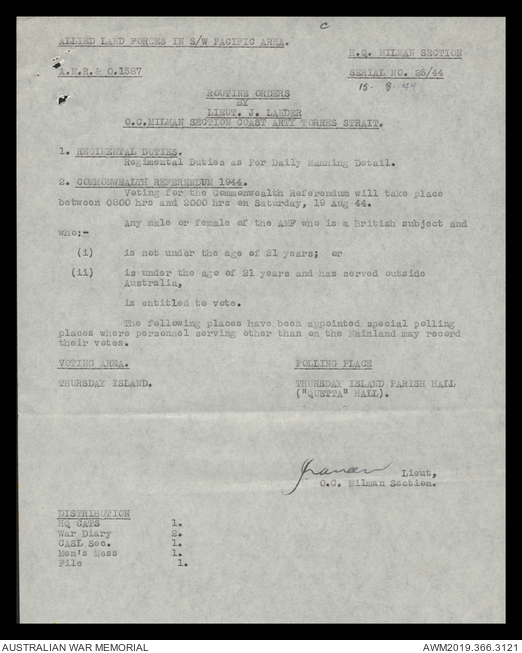 C
ALLIED LAND FORCES IN S/W PACIFIC AREA.
H.Q. MILMAN SECTION
A.M.R.& O.1587
SERIAL NO. 28/44
15- 8-44
ROUTINE ORDERS
BY
LIEUT. J. LANDER
O.C.MILMAN SECTION COAST ARTY TORRES STRAIT.
1. REGIMENTAL DUTIES.
Regimental Duties as Per Daily Manning Detail.
2. COMMONWEALTH REFERENDUM 1944.
Voting for the Commonwealth Referendum will take place
between 0800 hrs and 2000 hrs on Saturday, 19 Aug 44.
Any male or female of the AMF who is a British subject and
who:-
(i) is not under the age of 21 years; or
(ii) is under the age of 21 years and has served outside
Australia,
is entitled to vote.
The following places have been appointed special polling
places where personnel serving other than on the Mainland may record
their votes.
VOTING AREA. POLLING PLACE
THURSDAY ISLAND. THURSDAY ISLAND PARISH HALL
("QUETTA" HALL).
Lieut,
O.C. Milman Section.
DISTRIBUTION
HQ CATS 1.
War Diary 2.
CASL Sec. 1.
Men's Mess 1.
File 1.
AUSTRALIAN WAR MEMORIAL
AWM2019.366.3121